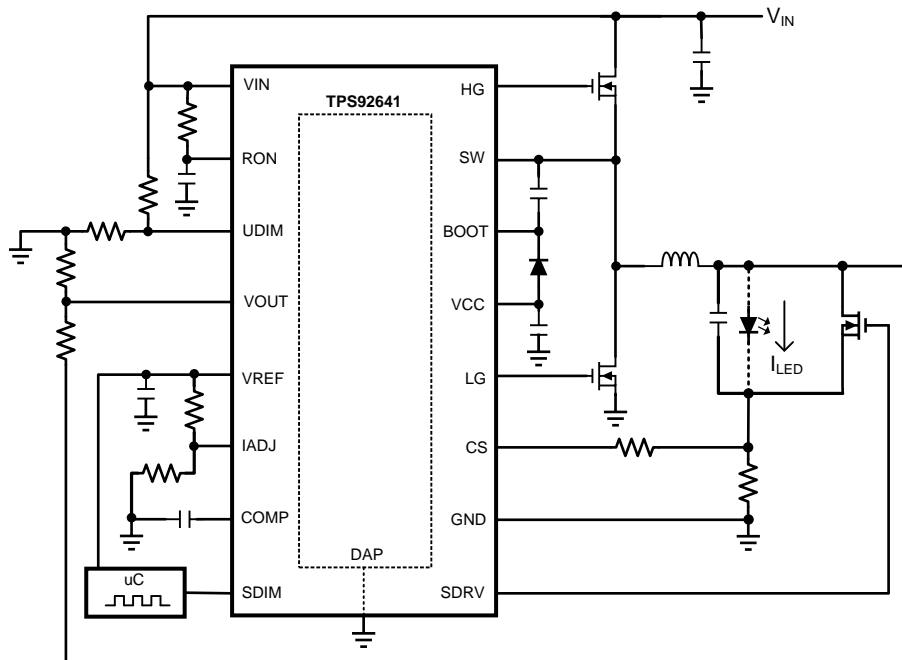 V_IN
TPS92641
VIN
RON
UDIM
VOUT
VREF
IADJ
COMP
SDIM
HG
SW
BOOT
VCC
LG
CS
GND
SDRV
DAP
uC
I_LED